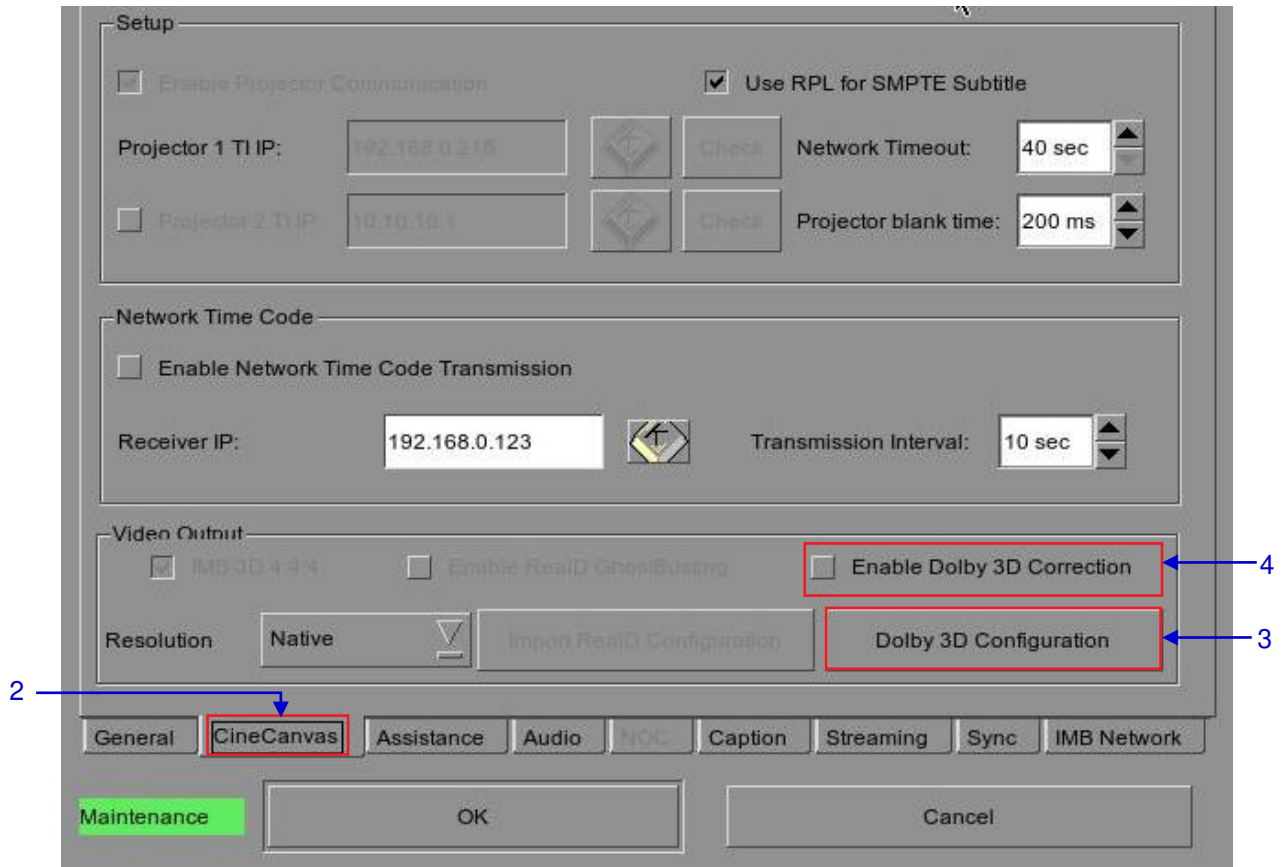 Setup
Enable Projector Communication
Use RPL for SMPTE Subtitle
Projector 1 TI IP:
192.168.0.216
Check
Network Timeout:
40 sec
Projector 2 TI IP:
10.10.10.1
Check
Projector blank time:
200 ms
Network Time Code
Enable Network Time Code Transmission
Receiver IP:
192.168.0.123
Transmission Interval:
10 sec
Video Output
IMB 3D 4:4:4
Enable RealD GhostBusting
Enable Dolby 3D Correction
4
Resolution
Native
Import RealD Configuration
Dolby 3D Configuration
3
2
General
CineCanvas
Assistance
Audio
NOC
Caption
Streaming
Sync
IMB Network
Maintenance
OK
Cancel